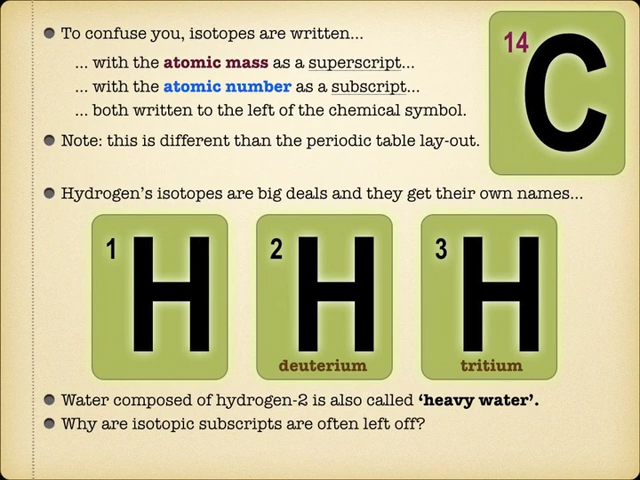 To confuse you, isotopes are written...
... with the atomic mass as a superscript...
... with the atomic number as a subscript...
... both written to the left of the chemical symbol.
Note: this is different than the periodic table lay-out.
14 C
Hydrogen's isotopes are big deals and they get their own names...
1 H
2 H
deuterium
3 H
tritium
Water composed of hydrogen-2 is also called ‘heavy water’.
Why are isotopic subscripts are often left off?